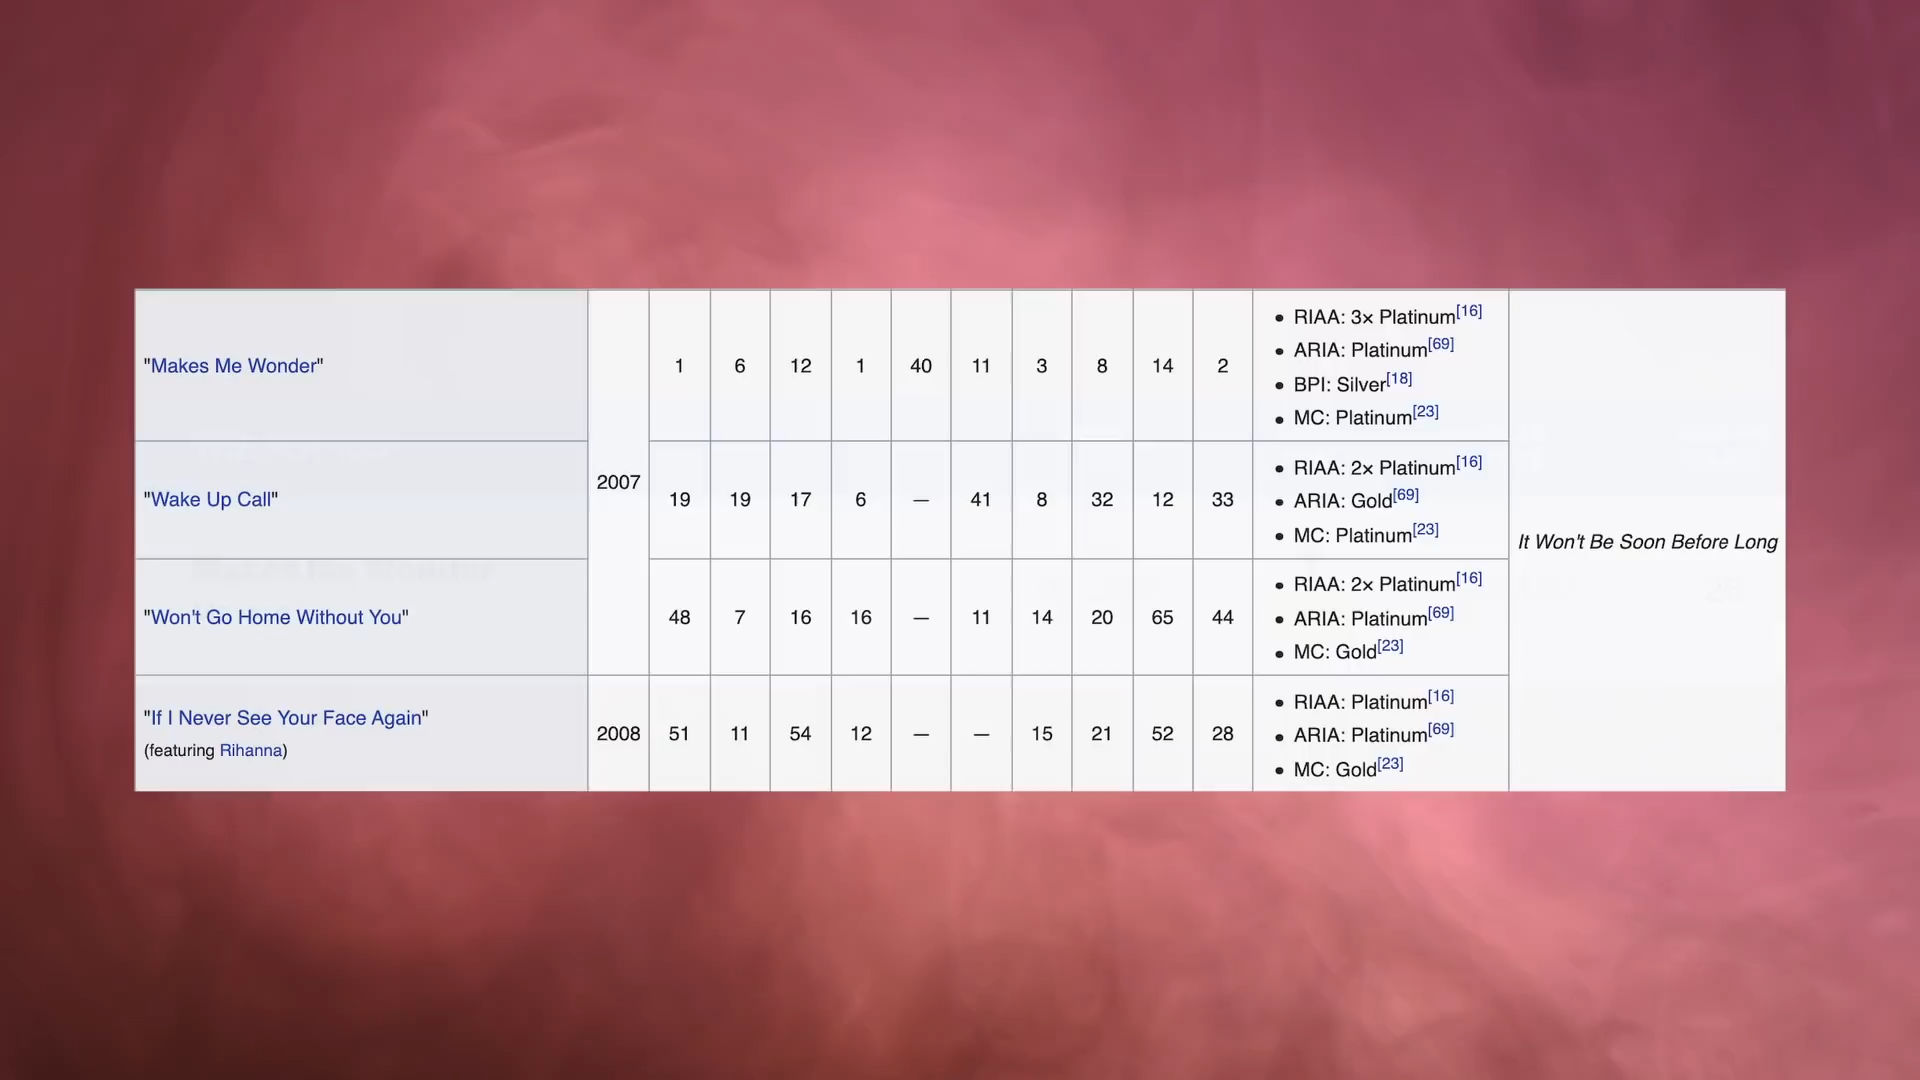 "Makes Me Wonder" 2007 1 6 12 1 40 11 3 8 14 2
• RIAA: 3× Platinum[16]
• ARIA: Platinum[69]
• BPI: Silver[18]
• MC: Platinum[23]
"Wake Up Call" 19 19 17 6 — 41 8 32 12 33
• RIAA: 2× Platinum[16]
• ARIA: Gold[69]
• MC: Platinum[23]
"Won't Go Home Without You" 48 7 16 16 — 11 14 20 65 44
• RIAA: 2× Platinum[16]
• ARIA: Platinum[69]
• MC: Gold[23]
"If I Never See Your Face Again"
(featuring Rihanna) 2008 51 11 54 12 — — 15 21 52 28
• RIAA: Platinum[16]
• ARIA: Platinum[69]
• MC: Gold[23]
It Won't Be Soon Before Long